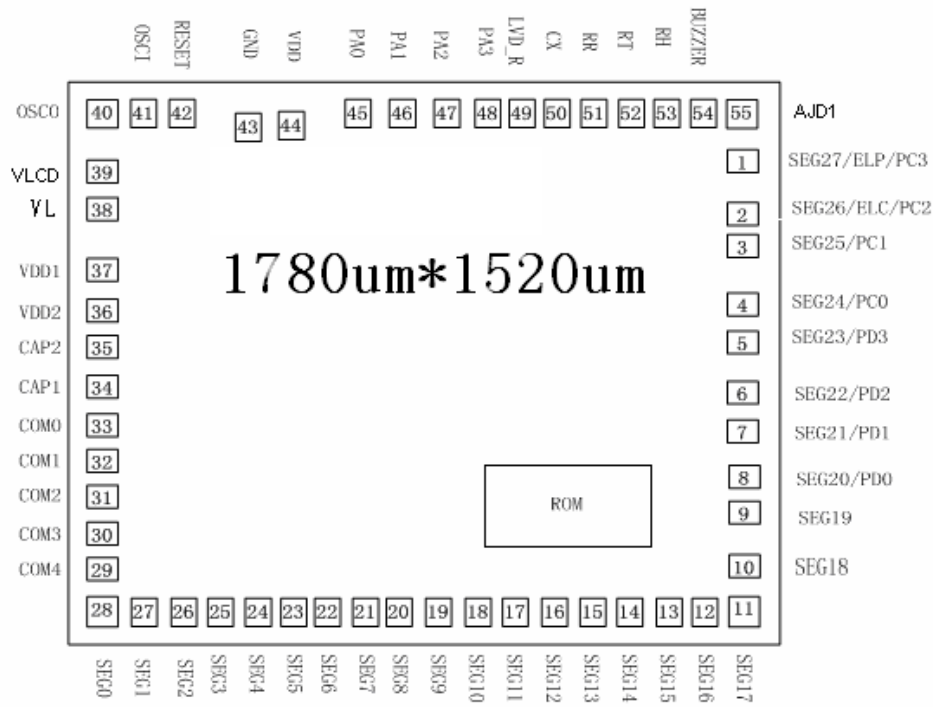 OSCI RESET GND VDD PA0 PA1 PA2 PA3 LVD_R CX RR RT RH BUZZER
OSCO 40 41 42 43 44 45 46 47 48 49 50 51 52 53 54 55 AJD1
VLCD 39 1 SEG27/ELP/PC3
VL 38 2 SEG26/ELC/PC2
3 SEG25/PC1
VDD1 37 1780um*1520um
VDD2 36 4 SEG24/PC0
CAP2 35 5 SEG23/PD3
CAP1 34 6 SEG22/PD2
COM0 33 7 SEG21/PD1
COM1 32 8 SEG20/PD0
COM2 31 ROM 9 SEG19
COM3 30
COM4 29 10 SEG18
28 27 26 25 24 23 22 21 20 19 18 17 16 15 14 13 12 11
SEG0 SEG1 SEG2 SEG3 SEG4 SEG5 SEG6 SEG7 SEG8 SEG9 SEG10 SEG11 SEG12 SEG13 SEG14 SEG15 SEG16 SEG17